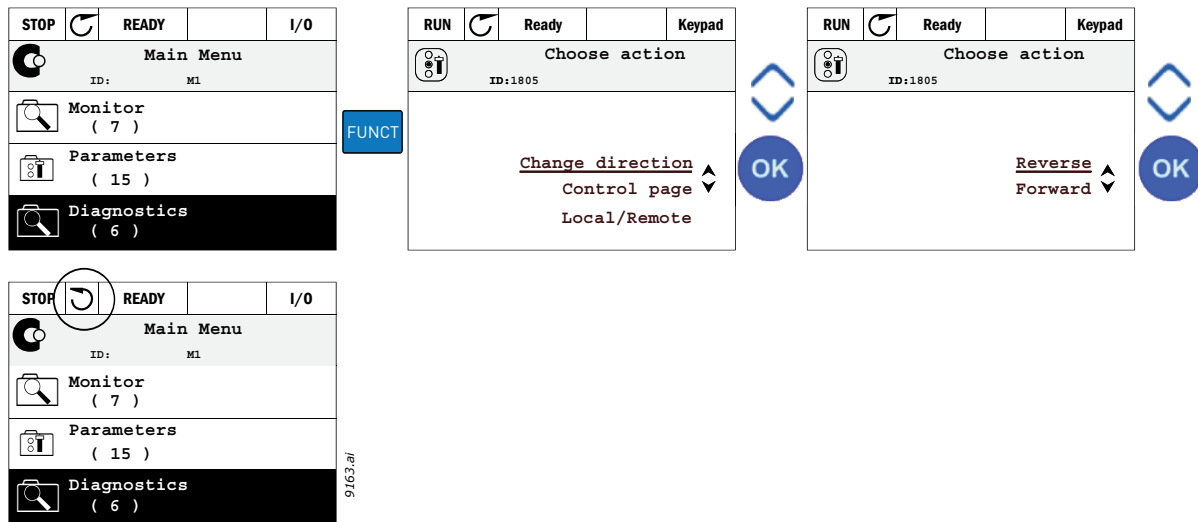 STOP READY I/O
Main Menu
ID: M1
Monitor
( 7 )
Parameters
( 15 )
Diagnostics
( 6 )
FUNCT
RUN Ready Keypad
Choose action
ID:1805
Change direction
Control page
Local/Remote
OK
RUN Ready Keypad
Choose action
ID:1805
Reverse
Forward
OK
STOP READY I/O
Main Menu
ID: M1
Monitor
( 7 )
Parameters
( 15 )
Diagnostics
( 6 )
9163.ai